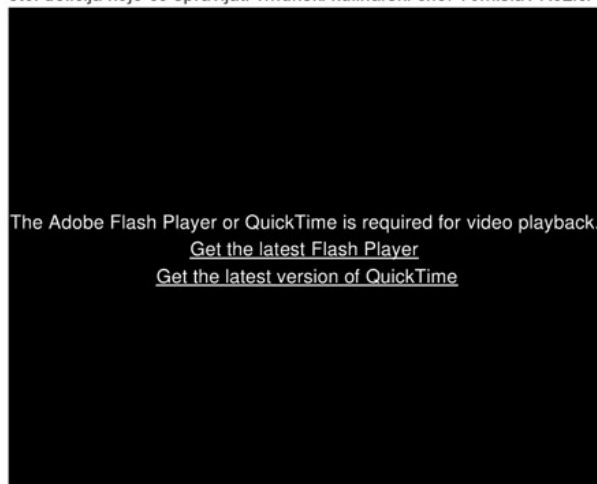 The Adobe Flash Player or QuickTime is required for video playback.
Get the latest Flash Player
Get the latest version of QuickTime